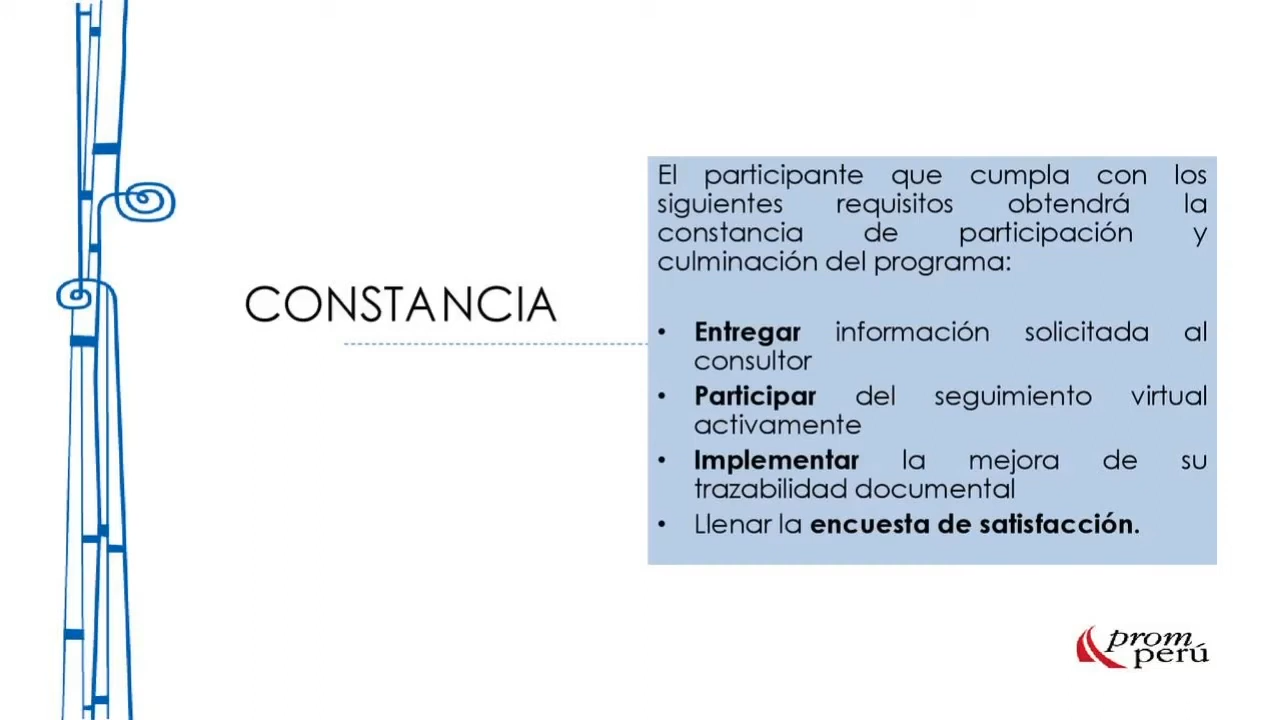 CONSTANCIA
El participante que cumpla con los
siguientes requisitos obtendrá la
constancia de participación y
culminación del programa:
• Entregar información solicitada al
consultor
• Participar del seguimiento virtual
activamente
• Implementar la mejora de su
trazabilidad documental
• Llenar la encuesta de satisfacción.
prom
perú